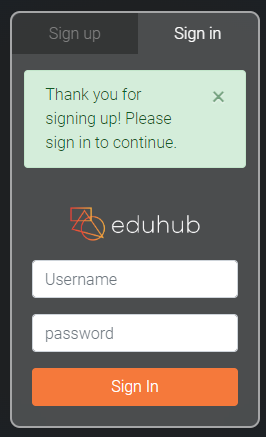 Sign up Sign in
Thank you for ×
signing up! Please
sign in to continue.
eduhub
Username
password
Sign In